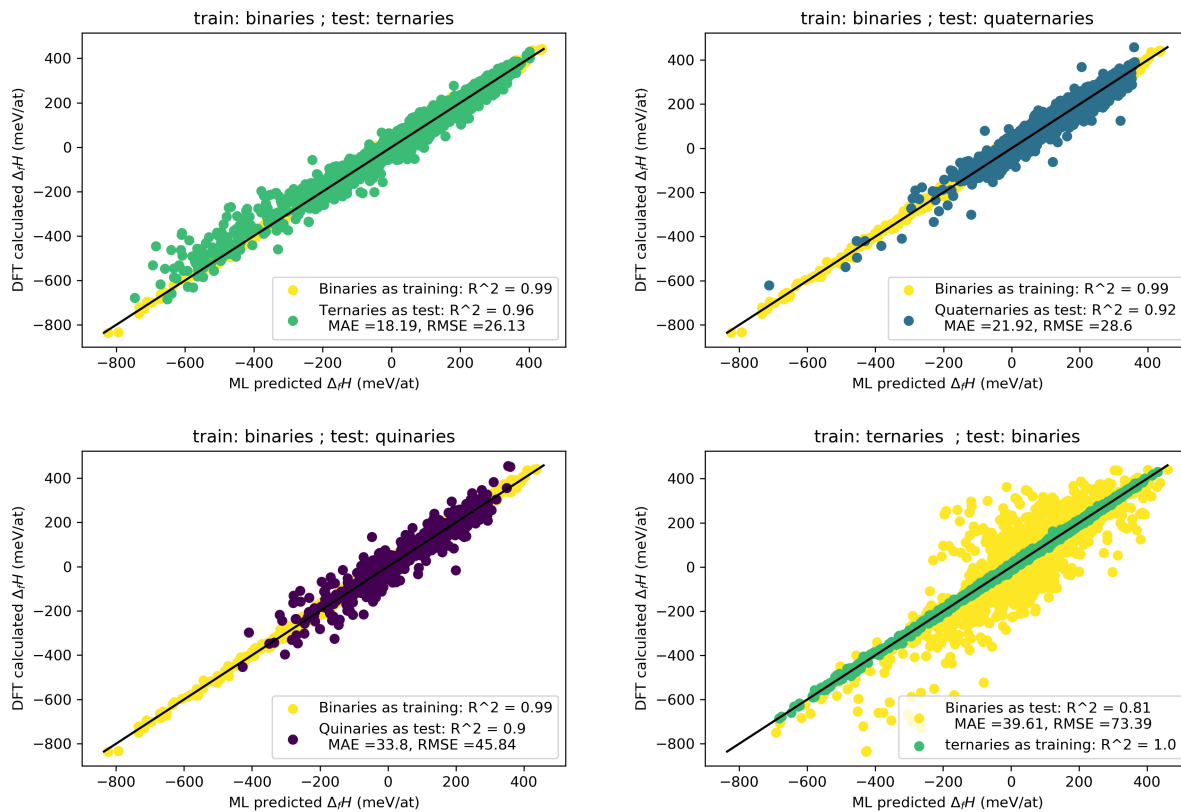 train: binaries ; test: ternaries
DFT calculated ΔfH (meV/at)
400
200
0
−200
−400
−600
−800
Binaries as training: R^2 = 0.99
Ternaries as test: R^2 = 0.96
MAE =18.19, RMSE =26.13
−800 −600 −400 −200 0 200 400
ML predicted ΔfH (meV/at)
train: binaries ; test: quaternaries
DFT calculated ΔfH (meV/at)
400
200
0
−200
−400
−600
−800
Binaries as training: R^2 = 0.99
Quaternaries as test: R^2 = 0.92
MAE =21.92, RMSE =28.6
−800 −600 −400 −200 0 200 400
ML predicted ΔfH (meV/at)
train: binaries ; test: quinaries
DFT calculated ΔfH (meV/at)
400
200
0
−200
−400
−600
−800
Binaries as training: R^2 = 0.99
Quinaries as test: R^2 = 0.9
MAE =33.8, RMSE =45.84
−800 −600 −400 −200 0 200 400
ML predicted ΔfH (meV/at)
train: ternaries ; test: binaries
DFT calculated ΔfH (meV/at)
400
200
0
−200
−400
−600
−800
Binaries as test: R^2 = 0.81
MAE =39.61, RMSE =73.39
ternaries as training: R^2 = 1.0
−800 −600 −400 −200 0 200 400
ML predicted ΔfH (meV/at)